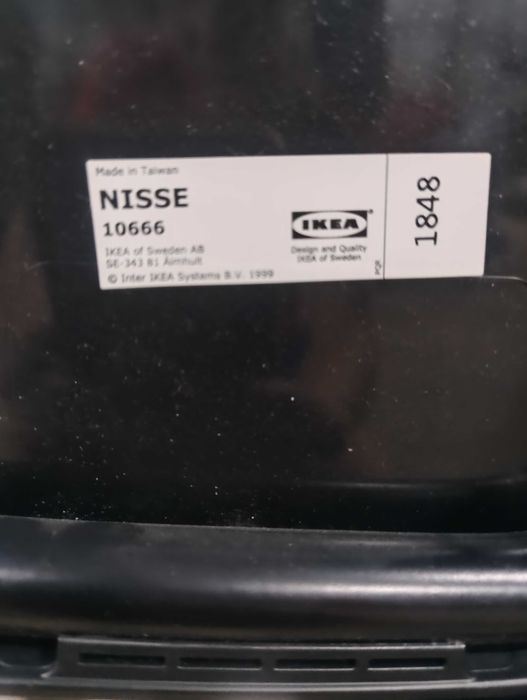 Made in Taiwan
NISSE
10666
IKEA of Sweden AB
SE-343 81 Älmhult
© Inter IKEA Systems B.V. 1999
IKEA®
Design and Quality
IKEA of Sweden
PQR
1848